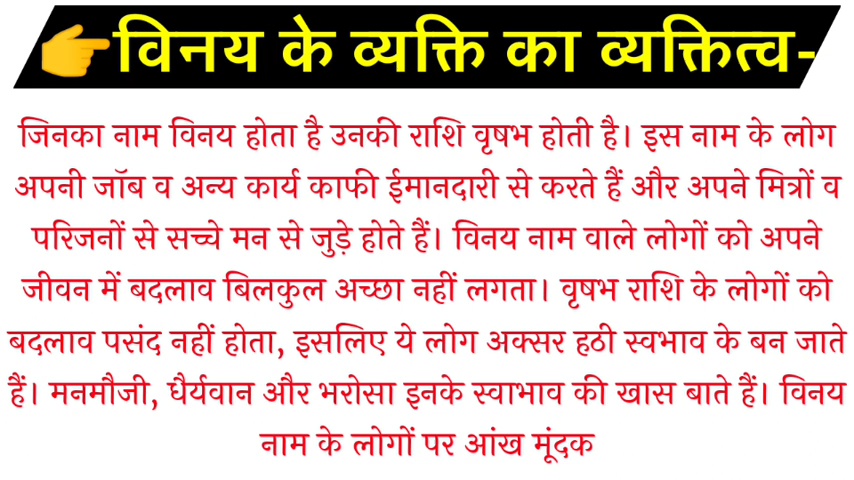 👉विनय के व्यक्ति का व्यक्तित्व-
जिनका नाम विनय होता है उनकी राशि वृषभ होती है। इस नाम के लोग
अपनी जॉब व अन्य कार्य काफी ईमानदारी से करते हैं और अपने मित्रों व
परिजनों से सच्चे मन से जुड़े होते हैं। विनय नाम वाले लोगों को अपने
जीवन में बदलाव बिलकुल अच्छा नहीं लगता। वृषभ राशि के लोगों को
बदलाव पसंद नहीं होता, इसलिए ये लोग अक्सर हठी स्वभाव के बन जाते
हैं। मनमौजी, धैर्यवान और भरोसा इनके स्वाभाव की खास बाते हैं। विनय
नाम के लोगों पर आंख मूंदक